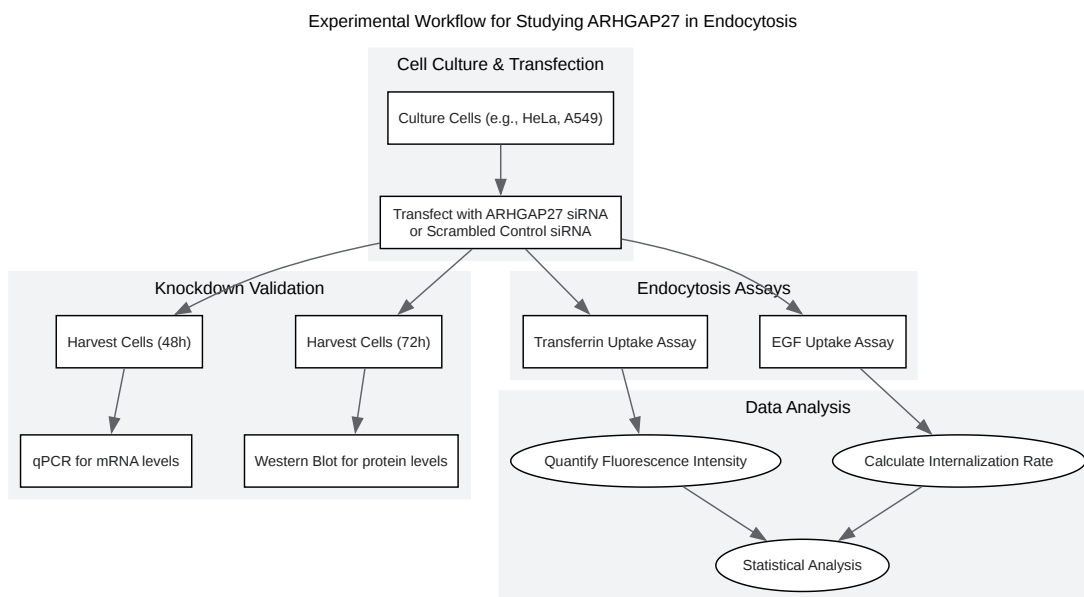 Experimental Workflow for Studying ARHGAP27 in Endocytosis
Cell Culture & Transfection
Culture Cells (e.g., HeLa, A549)
Transfect with ARHGAP27 siRNA
or Scrambled Control siRNA
Knockdown Validation
Endocytosis Assays
Harvest Cells (48h)
Harvest Cells (72h)
Transferrin Uptake Assay
EGF Uptake Assay
Data Analysis
qPCR for mRNA levels
Western Blot for protein levels
Quantify Fluorescence Intensity
Calculate Internalization Rate
Statistical Analysis